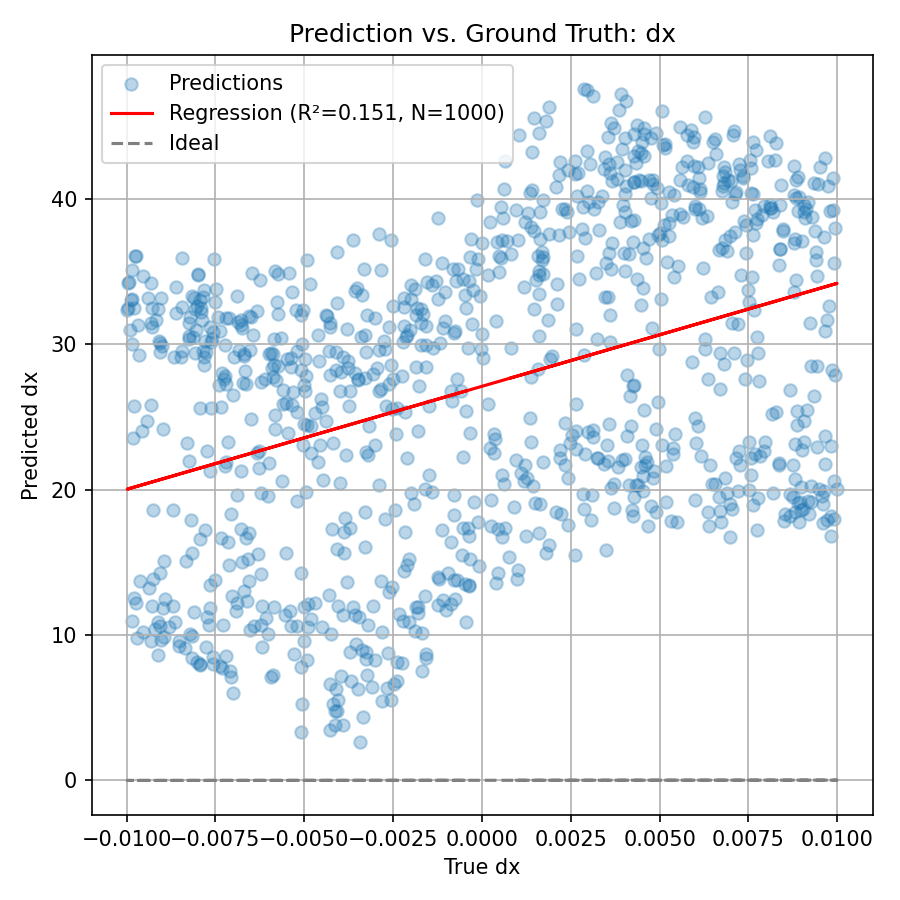 Prediction vs. Ground Truth: dx
Predictions
Regression (R²=0.151, N=1000)
Ideal
40
30
20
10
0
Predicted dx
−0.0100 −0.0075 −0.0050 −0.0025 0.0000 0.0025 0.0050 0.0075 0.0100
True dx